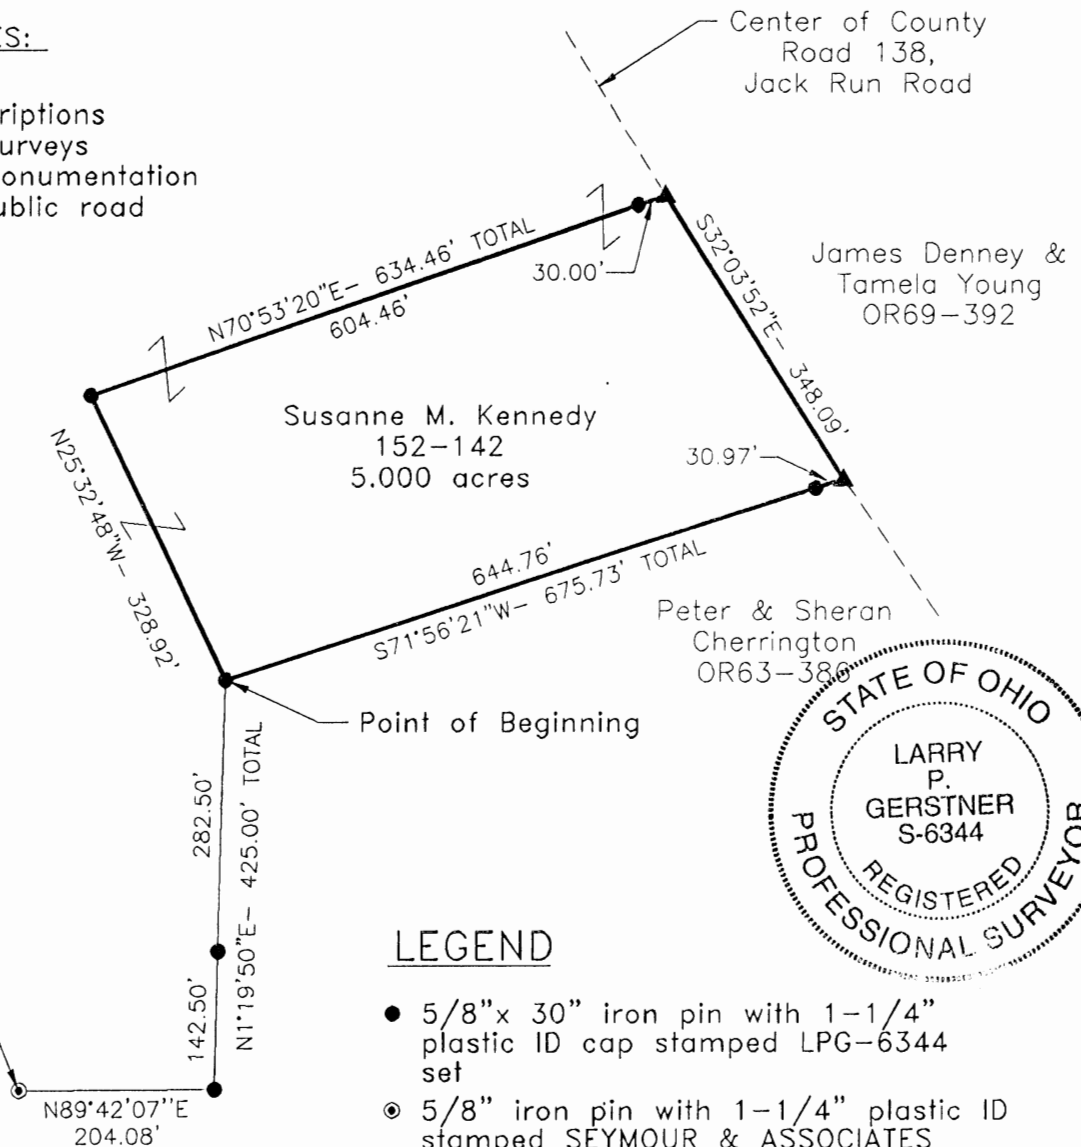 ES:
riptions
urveys
onumentation
ublic road
Center of County
Road 138,
Jack Run Road
N70°53'20"E- 634.46' TOTAL
604.46'
30.00'
S32°03'52"E- 348.09'
James Denney &
Tamela Young
OR69-392
Susanne M. Kennedy
152-142
5.000 acres
N25°32'48"W- 328.92'
30.97'
644.76'
S71°56'21"W- 675.73' TOTAL
Peter & Sheran
Cherrington
OR63-386
Point of Beginning
STATE OF OHIO
LARRY
P.
GERSTNER
S-6344
REGISTERED
PROFESSIONAL SURVEYOR
282.50'
N1°19'50"E- 425.00' TOTAL
142.50'
N89°42'07"E
204.08'
LEGEND
5/8"x 30" iron pin with 1-1/4"
plastic ID cap stamped LPG-6344
set
5/8" iron pin with 1-1/4" plastic ID
stamped SEYMOUR & ASSOCIATES